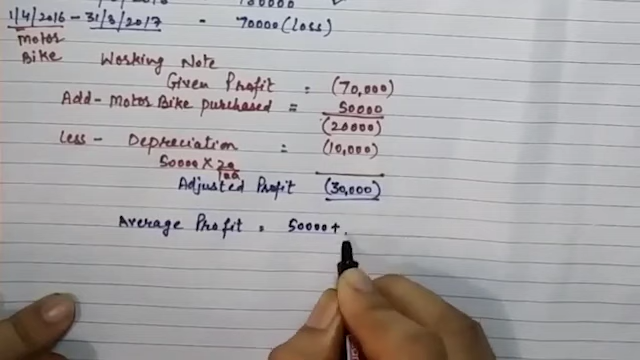 1/4/2016 - 31/3/2017 - 70000 (Loss)
Motor
Bike Working Note
Given Profit = (70,000)
Add - Motor Bike purchased = 50000
(20000)
Less - Depreciation = (10,000)
50000 X 20/100
Adjusted Profit (30,000)
Average Profit = 50000 +